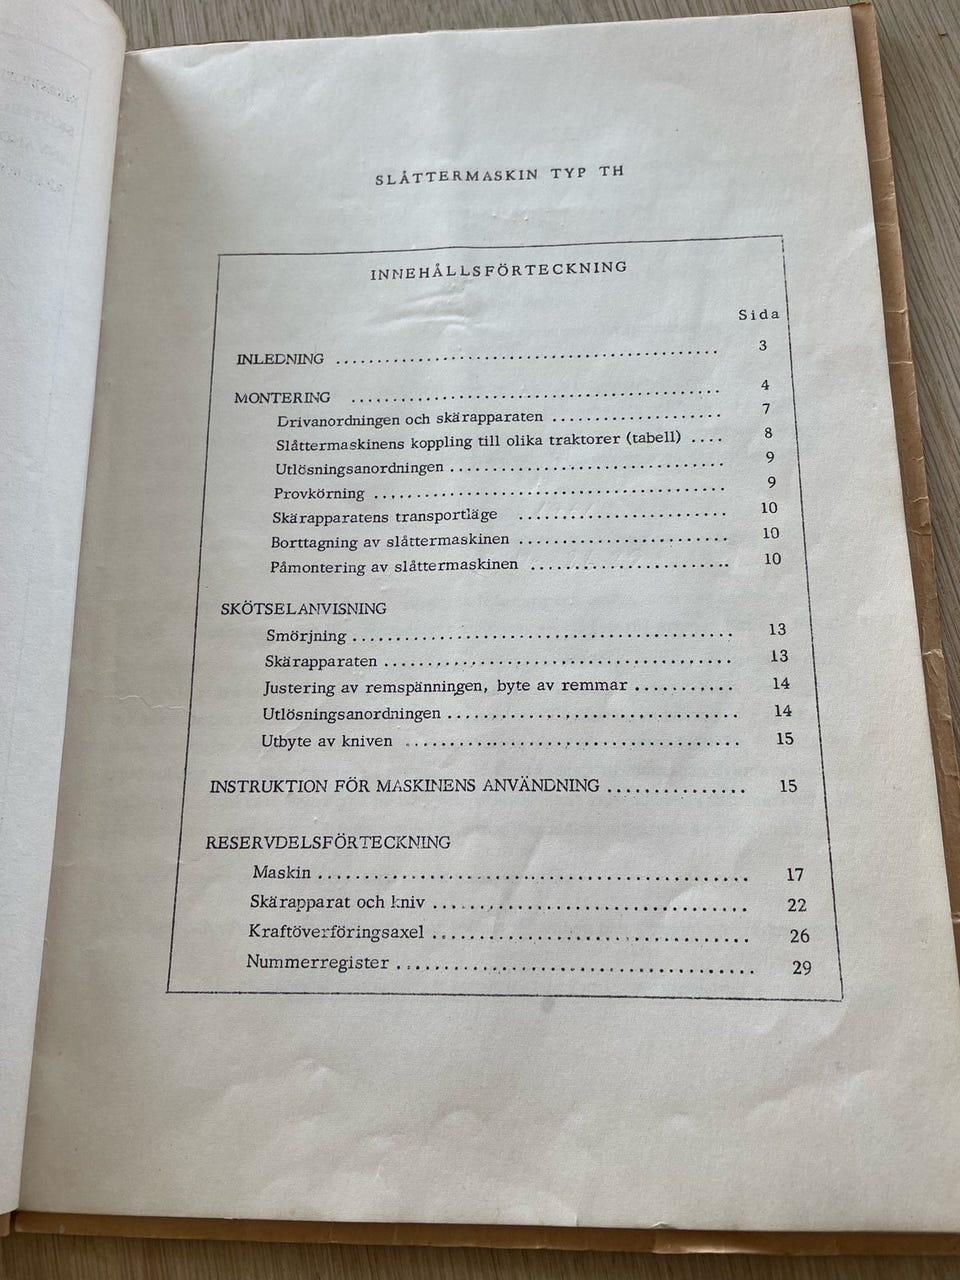 SLÅTTERMASKIN TYP TH
INNEHÅLLSFÖRTECKNING
Sida
INLEDNING ........................................ 3
MONTERING ........................................ 4
Drivanordningen och skärapparaten .................... 7
Slåttermaskinens koppling till olika traktorer (tabell) .... 8
Utlösningsanordningen ................................. 9
Provkörning .......................................... 9
Skärapparatens transportläge ......................... 10
Borttagning av slåttermaskinen ......................... 10
Påmontering av slåttermaskinen ........................ 10
SKÖTSELANVISNING
Smörjning ............................................. 13
Skärapparaten ......................................... 13
Justering av remspänningen, byte av remmar ............ 14
Utlösningsanordningen .................................. 14
Utbyte av kniven ....................................... 15
INSTRUKTION FÖR MASKINENS ANVÄNDNING ................ 15
RESERVDELSFÖRTECKNING
Maskin .................................................. 17
Skärapparat och kniv ..................................... 22
Kraftöverföringsaxel ..................................... 26
Nummerregister .......................................... 29